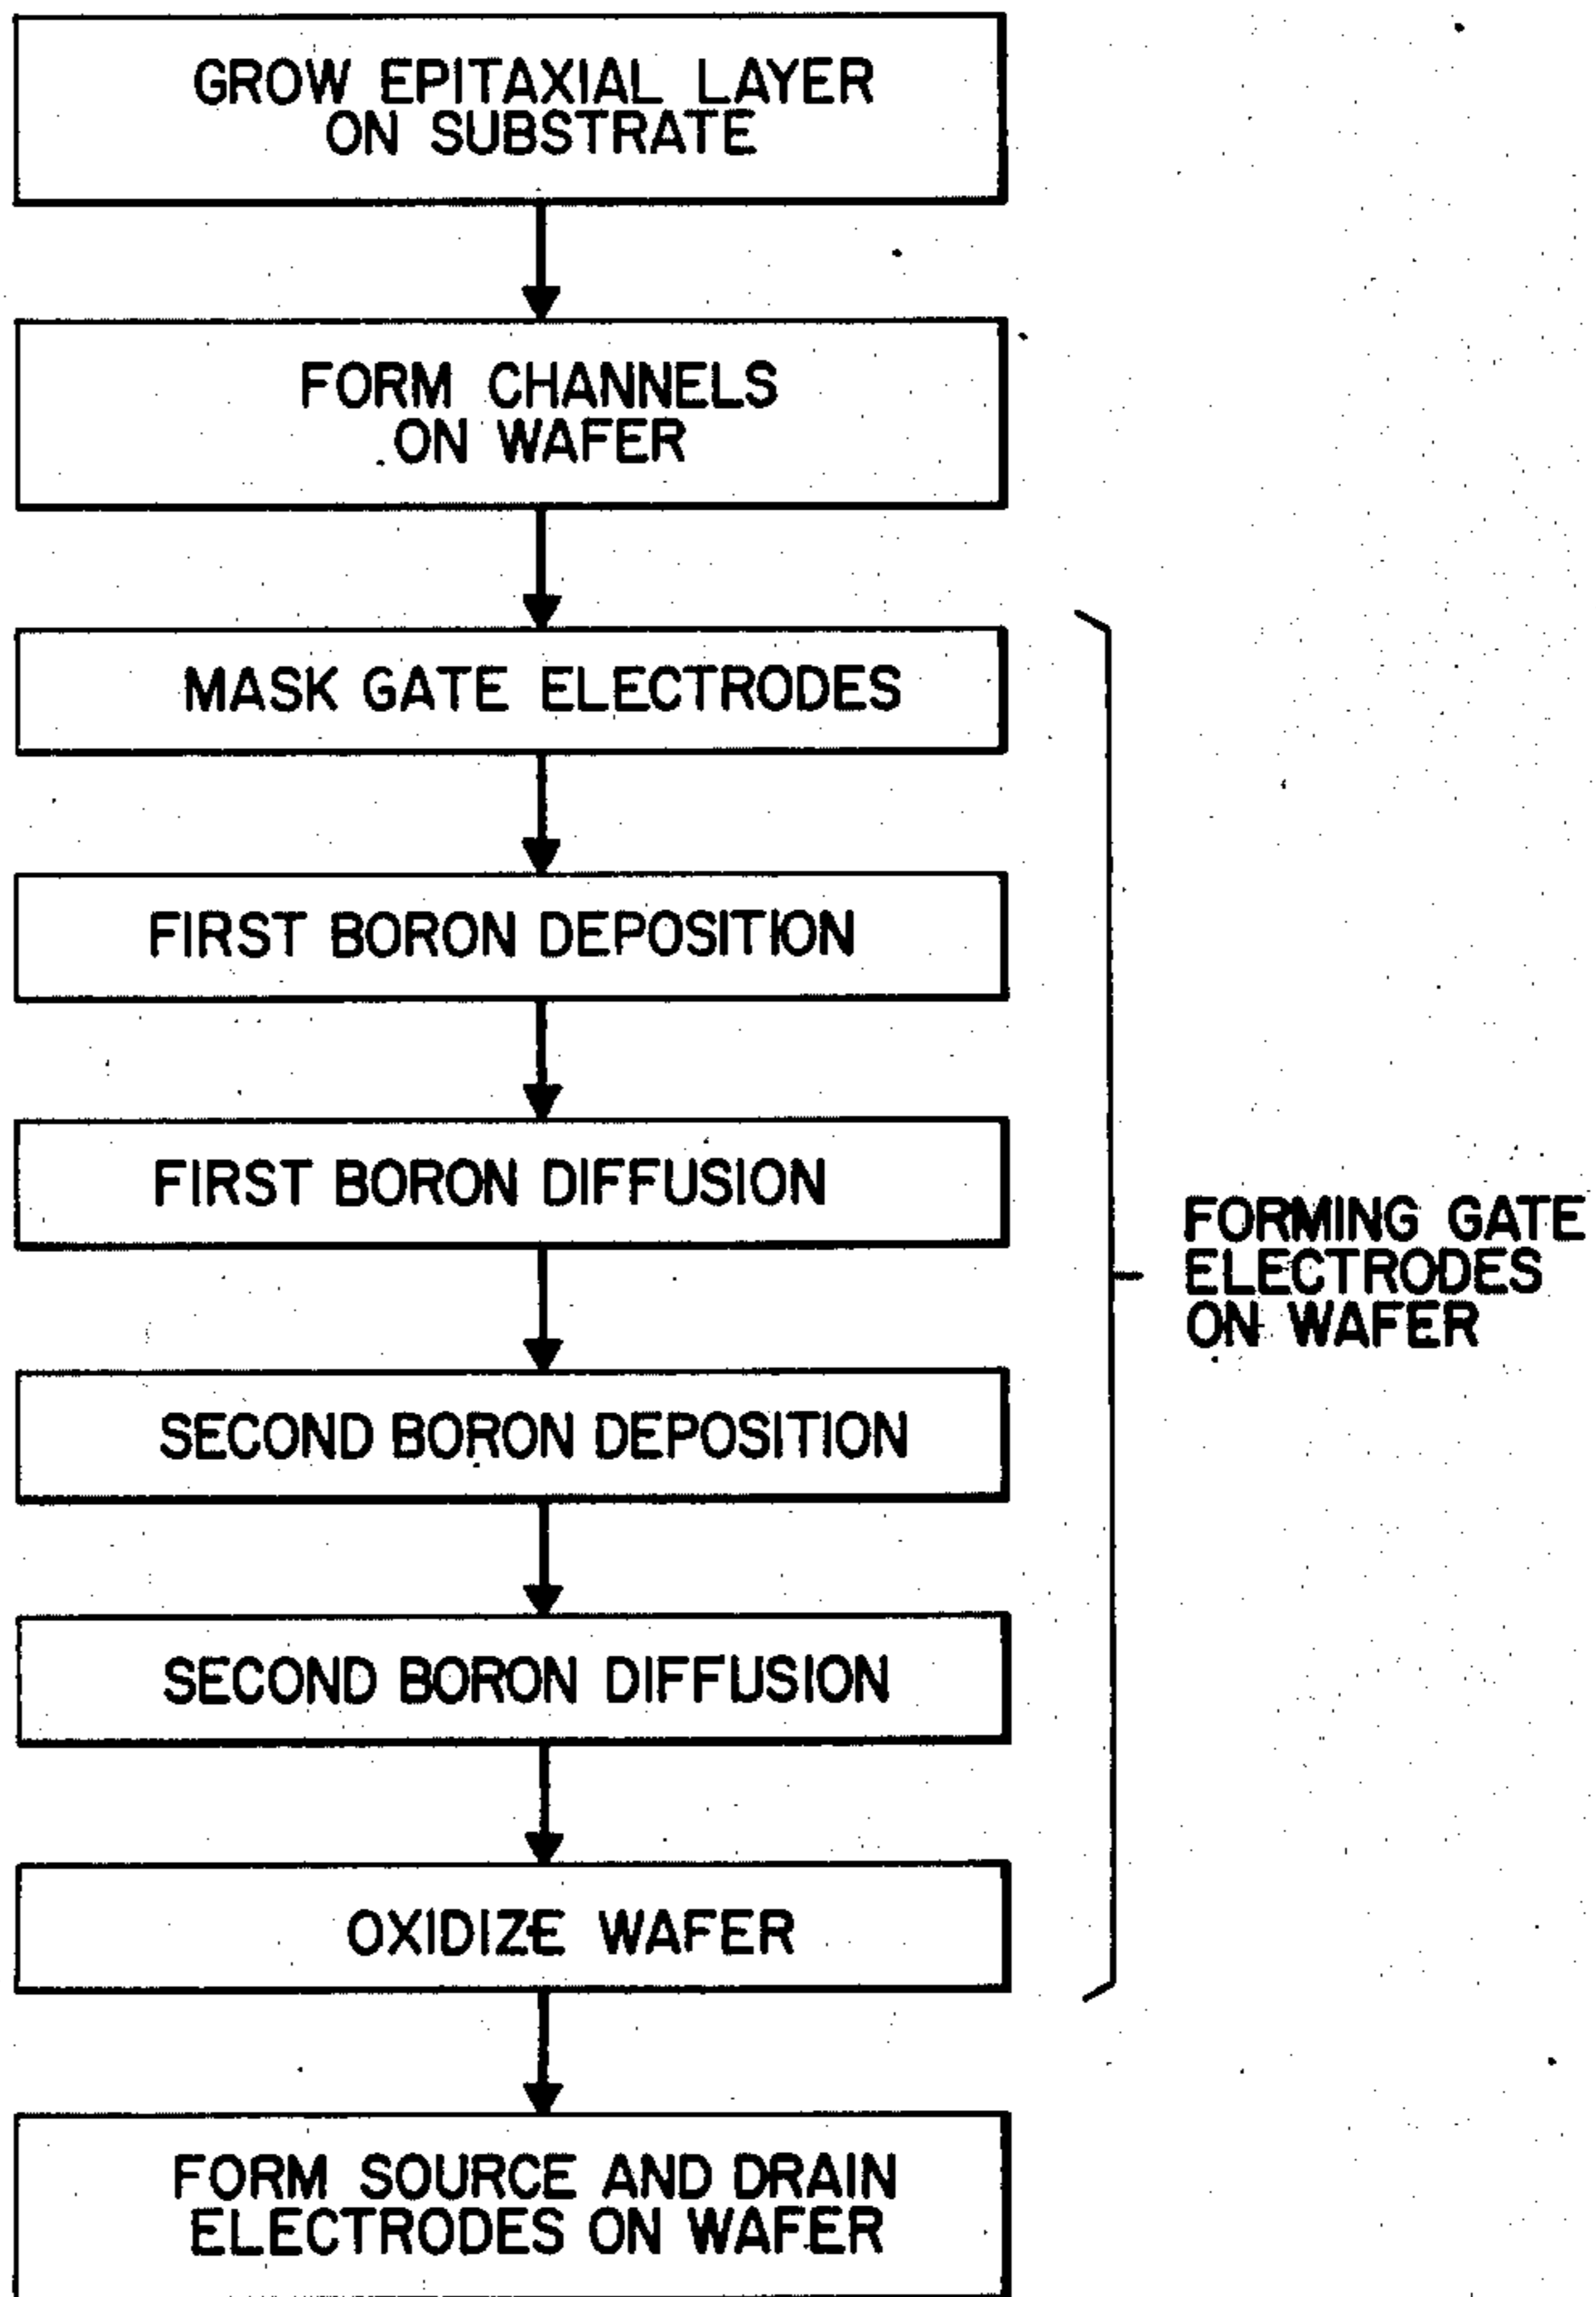 GROW EPITAXIAL LAYER
ON SUBSTRATE
FORM CHANNELS
ON WAFER
MASK GATE ELECTRODES
FIRST BORON DEPOSITION
FIRST BORON DIFFUSION
SECOND BORON DEPOSITION
SECOND BORON DIFFUSION
OXIDIZE WAFER
FORM SOURCE AND DRAIN
ELECTRODES ON WAFER
FORMING GATE
ELECTRODES
ON WAFER